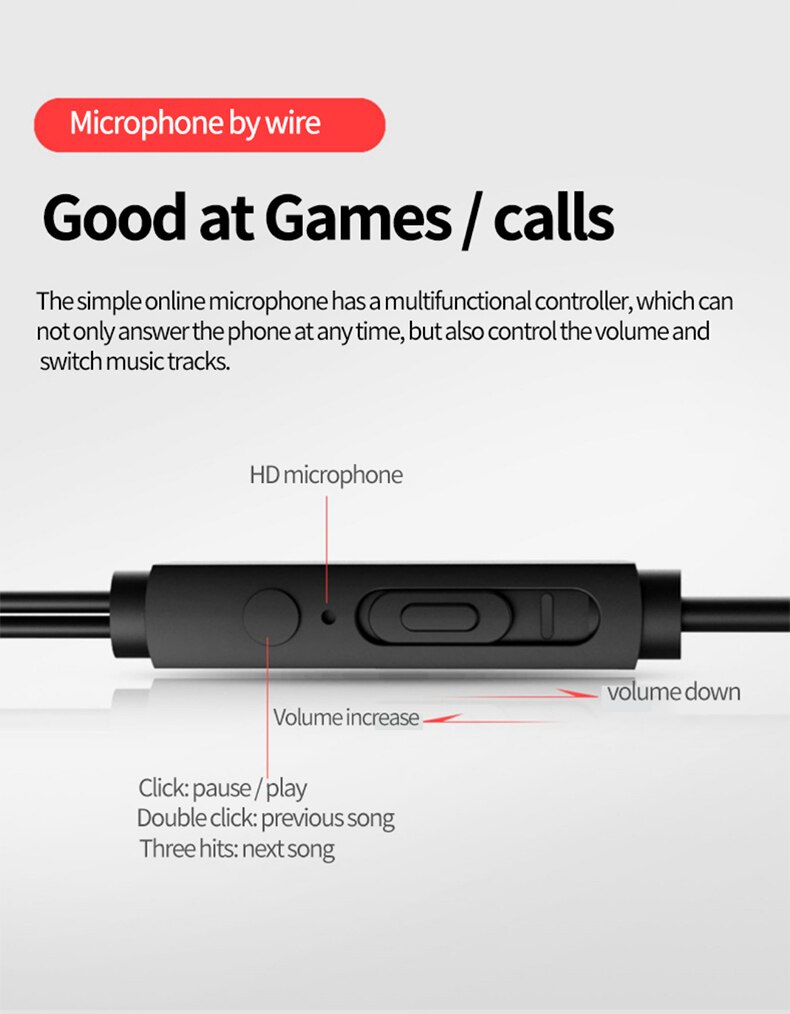 Microphone by wire
Good at Games / calls
The simple online microphone has a multifunctional controller, which can
not only answer the phone at any time, but also control the volume and
switch music tracks.
HD microphone
volume down
Volume increase
Click: pause / play
Double click: previous song
Three hits: next song